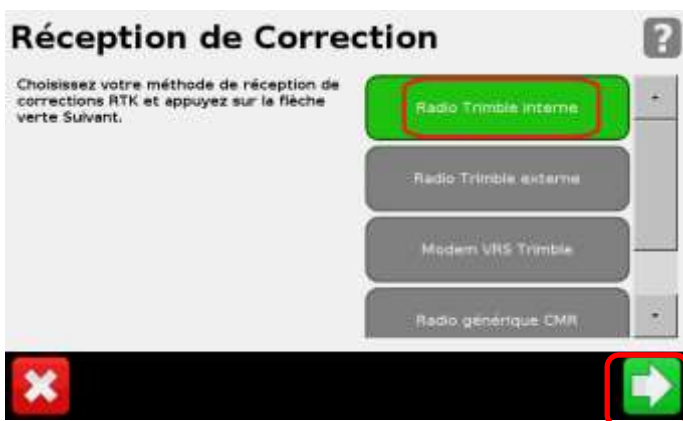 Réception de Correction
?
Choisissez votre méthode de réception de
corrections RTK et appuyez sur la flèche
verte Suivant.
Radio Trimble interne
Radio Trimble externe
Modem VRS Trimble
Radio générique CMR